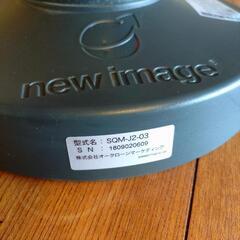 new image
型式名：SQM-J2-03
S N：1809020609
株式会社オークローンマーケティング